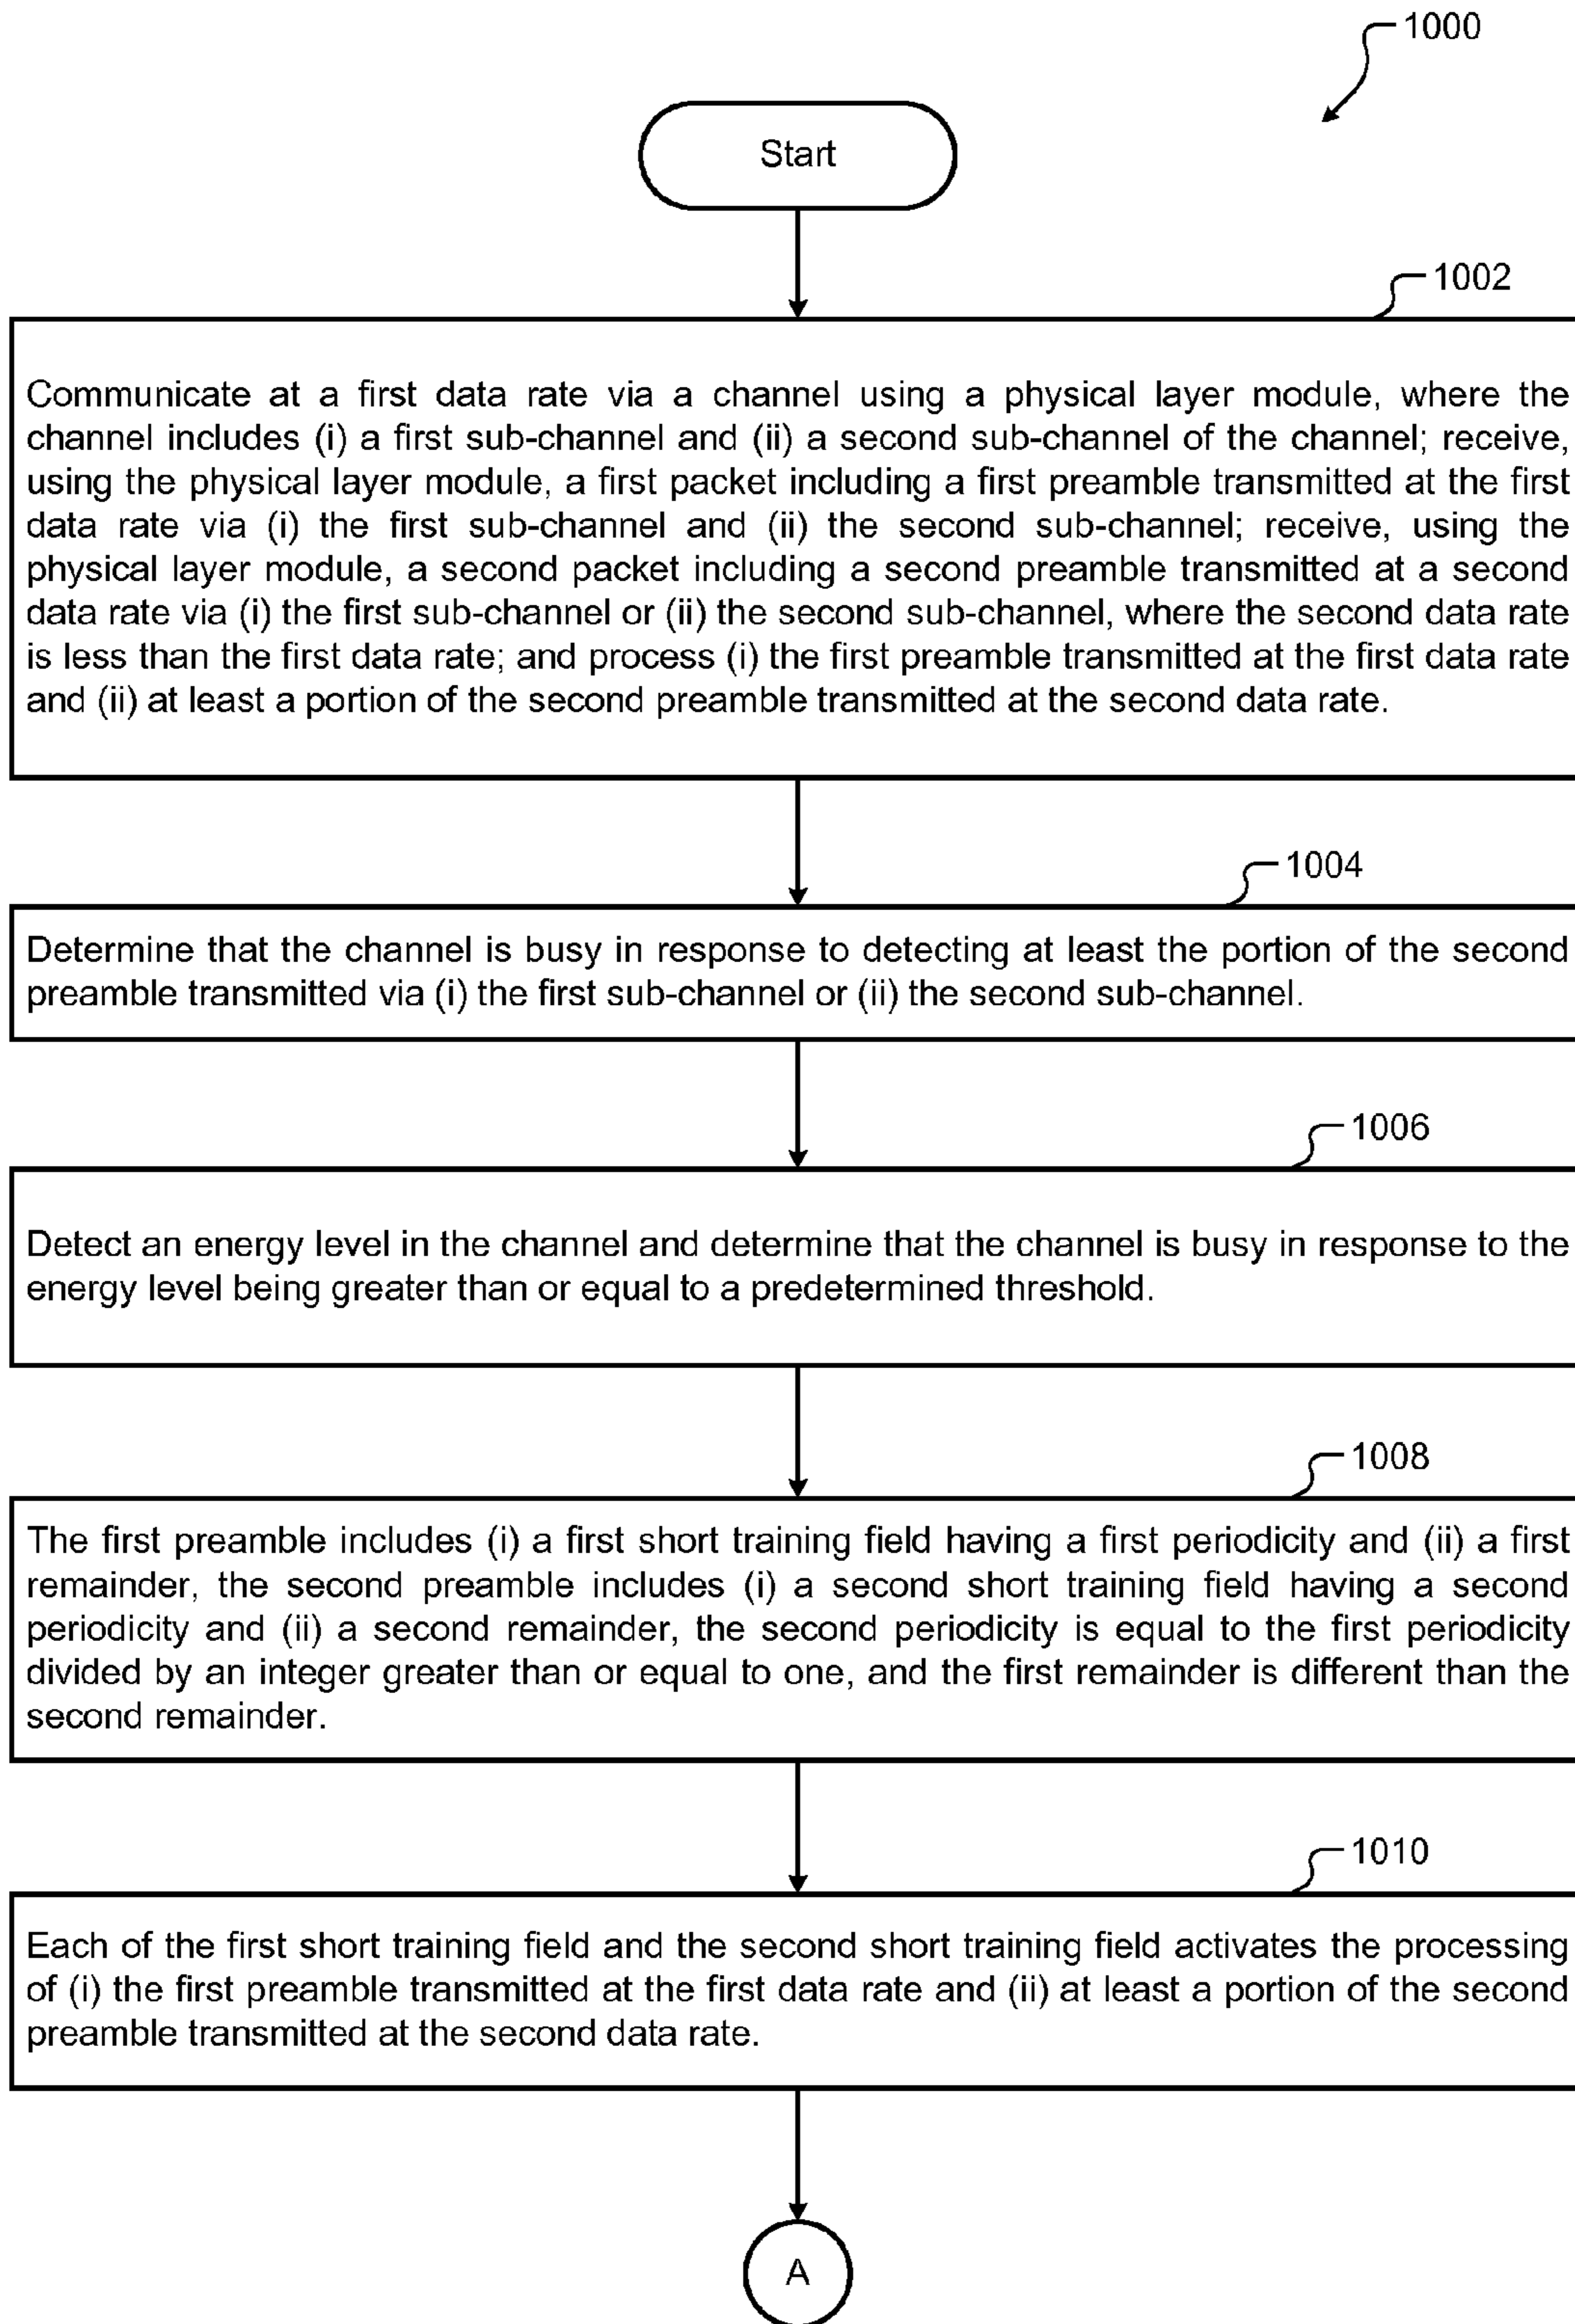 1000
Start
1002
Communicate at a first data rate via a channel using a physical layer module, where the
channel includes (i) a first sub-channel and (ii) a second sub-channel of the channel; receive,
using the physical layer module, a first packet including a first preamble transmitted at the first
data rate via (i) the first sub-channel and (ii) the second sub-channel; receive, using the
physical layer module, a second packet including a second preamble transmitted at a second
data rate via (i) the first sub-channel or (ii) the second sub-channel, where the second data rate
is less than the first data rate; and process (i) the first preamble transmitted at the first data rate
and (ii) at least a portion of the second preamble transmitted at the second data rate.
1004
Determine that the channel is busy in response to detecting at least the portion of the second
preamble transmitted via (i) the first sub-channel or (ii) the second sub-channel.
1006
Detect an energy level in the channel and determine that the channel is busy in response to the
energy level being greater than or equal to a predetermined threshold.
1008
The first preamble includes (i) a first short training field having a first periodicity and (ii) a first
remainder, the second preamble includes (i) a second short training field having a second
periodicity and (ii) a second remainder, the second periodicity is equal to the first periodicity
divided by an integer greater than or equal to one, and the first remainder is different than the
second remainder.
1010
Each of the first short training field and the second short training field activates the processing
of (i) the first preamble transmitted at the first data rate and (ii) at least a portion of the second
preamble transmitted at the second data rate.
A